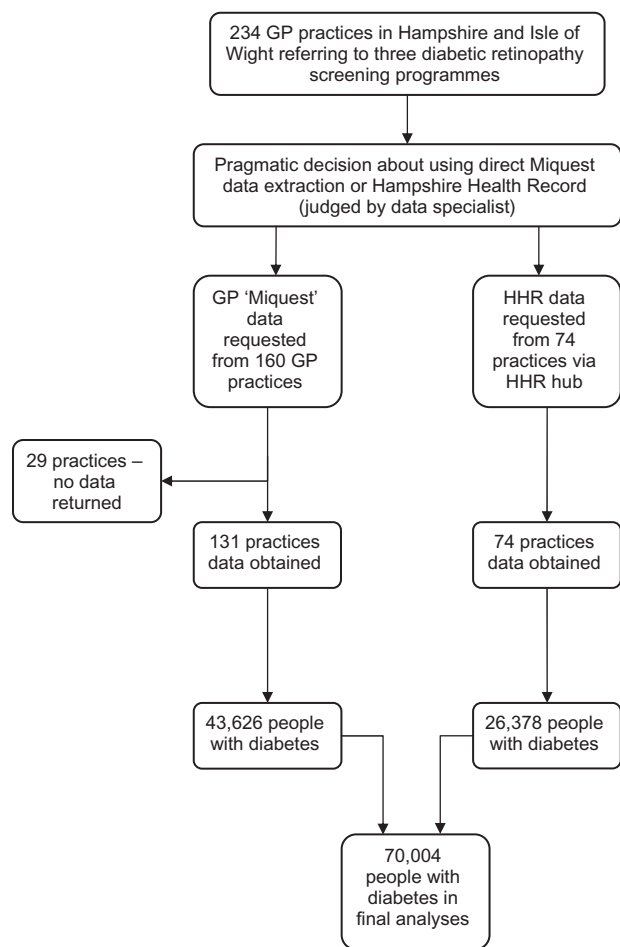 234 GP practices in Hampshire and Isle of
Wight referring to three diabetic retinopathy
screening programmes
Pragmatic decision about using direct Miquest
data extraction or Hampshire Health Record
(judged by data specialist)
GP ‘Miquest’
data
requested
from 160 GP
practices
HHR data
requested
from 74
practices via
HHR hub
29 practices –
no data
returned
131 practices
data obtained
74 practices
data obtained
43,626 people
with diabetes
26,378 people
with diabetes
70,004
people with
diabetes in
final analyses